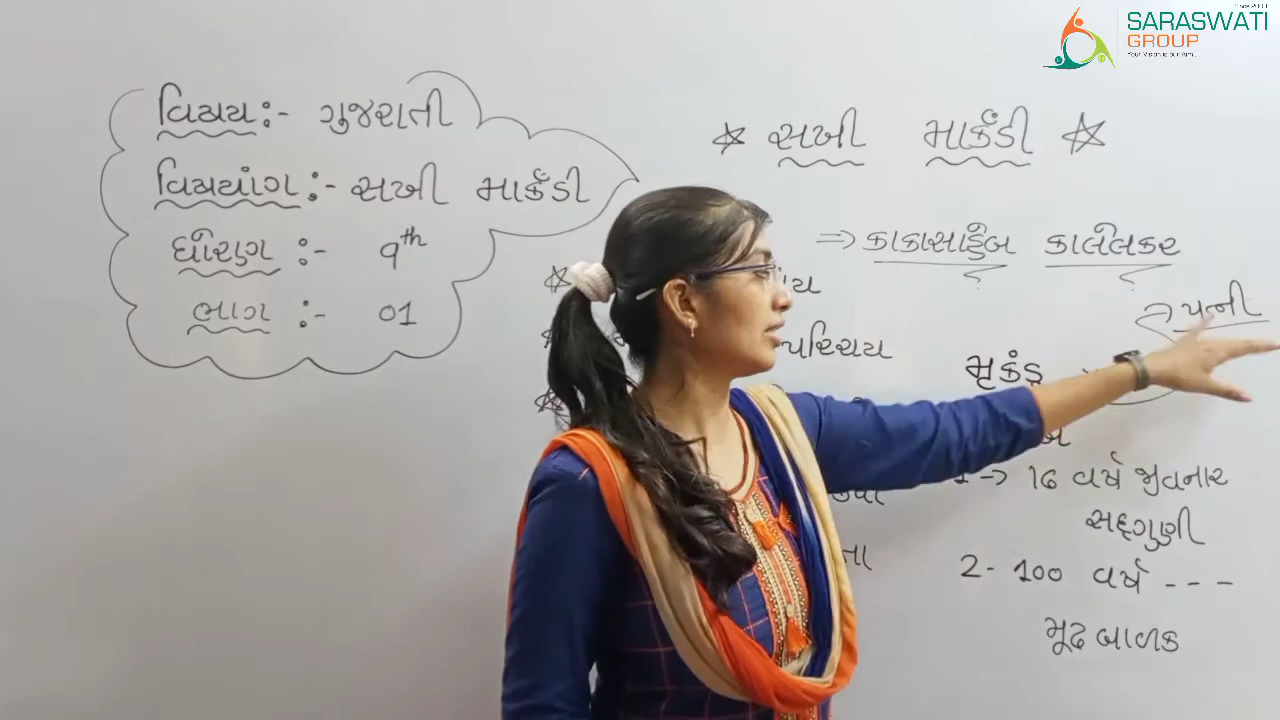 SARASWATI
GROUP
વિષય :- ગુજરાતી
વિષયાંગ :- સખી માર્કંડી
ધોરણ :- 9th
ભાગ :- 01
સખી માર્કંડી
⇒ કાકાસાહેબ કાલેલકર
પત્ની
પરિચય
મૃકંડુ
→ 16 વર્ષ જીવનાર
સદ્ગુણી
2 - 100 વર્ષ - - -
મૂઢ બાળક